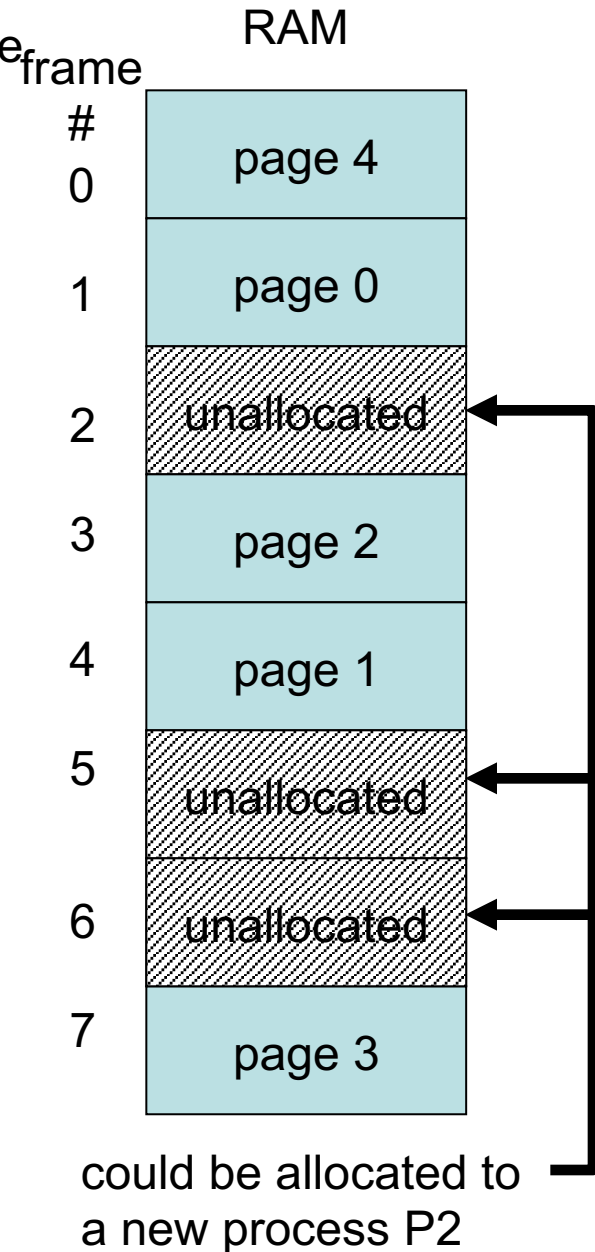 RAM
e
frame
#
0
page 4
1
page 0
2
unallocated
3
page 2
4
page 1
5
unallocated
6
unallocated
7
page 3
could be allocated to
a new process P2